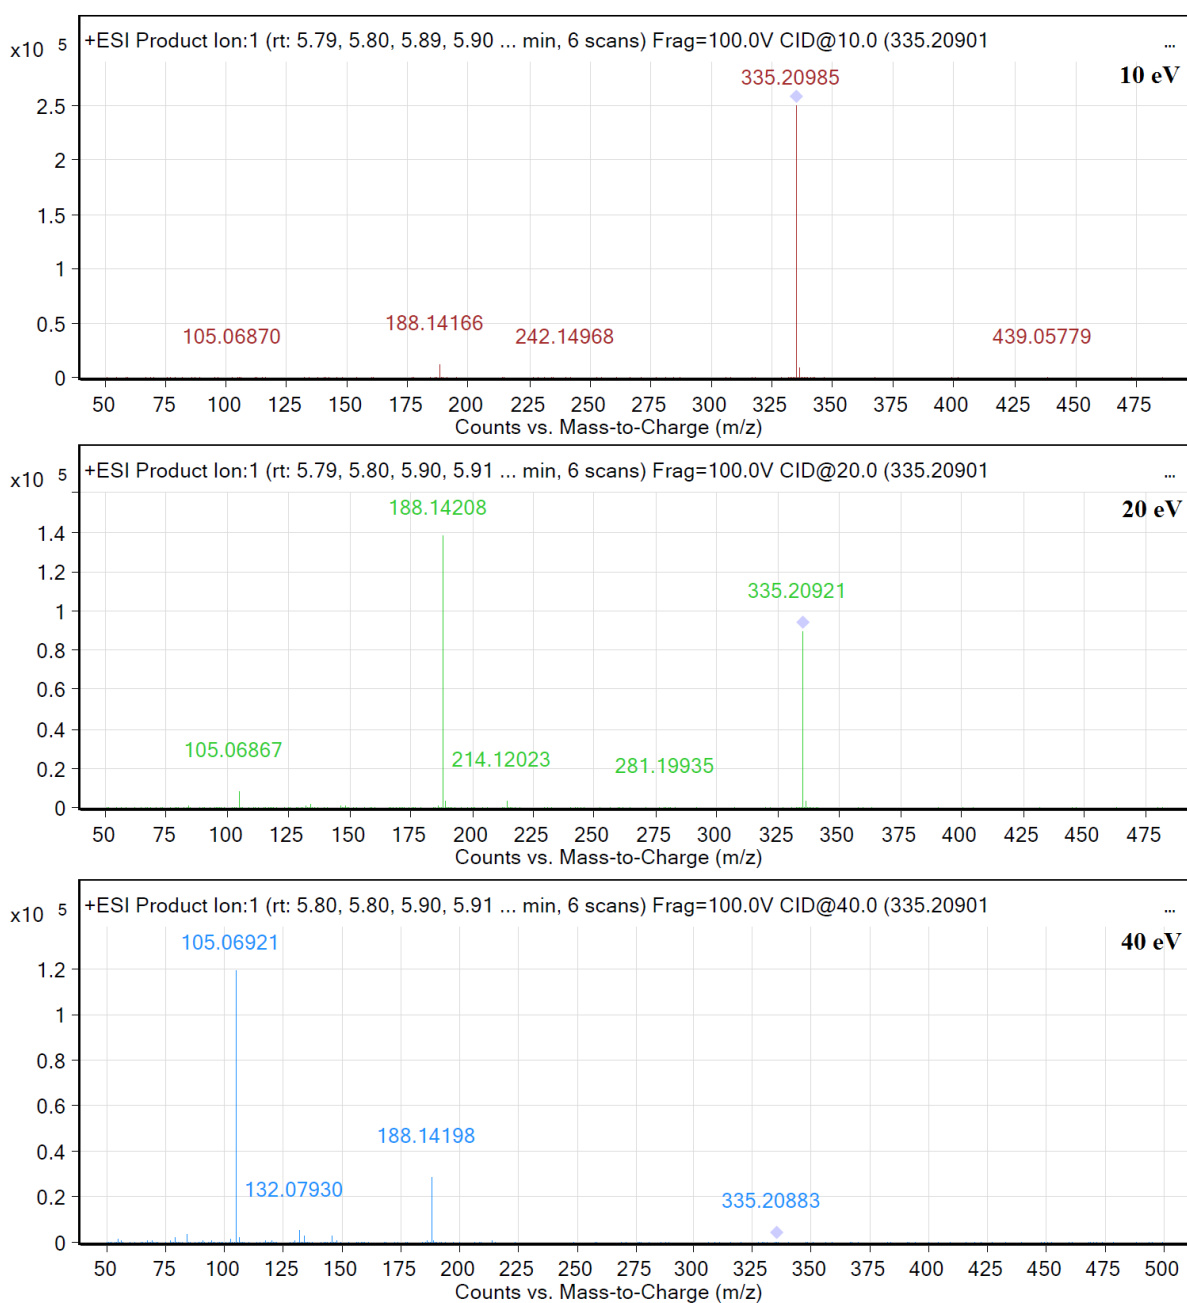 x10 5
+ESI Product Ion:1 (rt: 5.79, 5.80, 5.89, 5.90 ... min, 6 scans) Frag=100.0V CID@10.0 (335.20901 ...
10 eV
335.20985
2.5
2
1.5
1
0.5
0
105.06870
188.14166
242.14968
439.05779
50 75 100 125 150 175 200 225 250 275 300 325 350 375 400 425 450 475
Counts vs. Mass-to-Charge (m/z)
x10 5
+ESI Product Ion:1 (rt: 5.79, 5.80, 5.90, 5.91 ... min, 6 scans) Frag=100.0V CID@20.0 (335.20901 ...
20 eV
188.14208
1.4
1.2
1
0.8
0.6
0.4
0.2
0
335.20921
105.06867
214.12023
281.19935
50 75 100 125 150 175 200 225 250 275 300 325 350 375 400 425 450 475
Counts vs. Mass-to-Charge (m/z)
x10 5
+ESI Product Ion:1 (rt: 5.80, 5.80, 5.90, 5.91 ... min, 6 scans) Frag=100.0V CID@40.0 (335.20901 ...
40 eV
105.06921
1.2
1
0.8
0.6
0.4
0.2
0
188.14198
132.07930
335.20883
50 75 100 125 150 175 200 225 250 275 300 325 350 375 400 425 450 475 500
Counts vs. Mass-to-Charge (m/z)